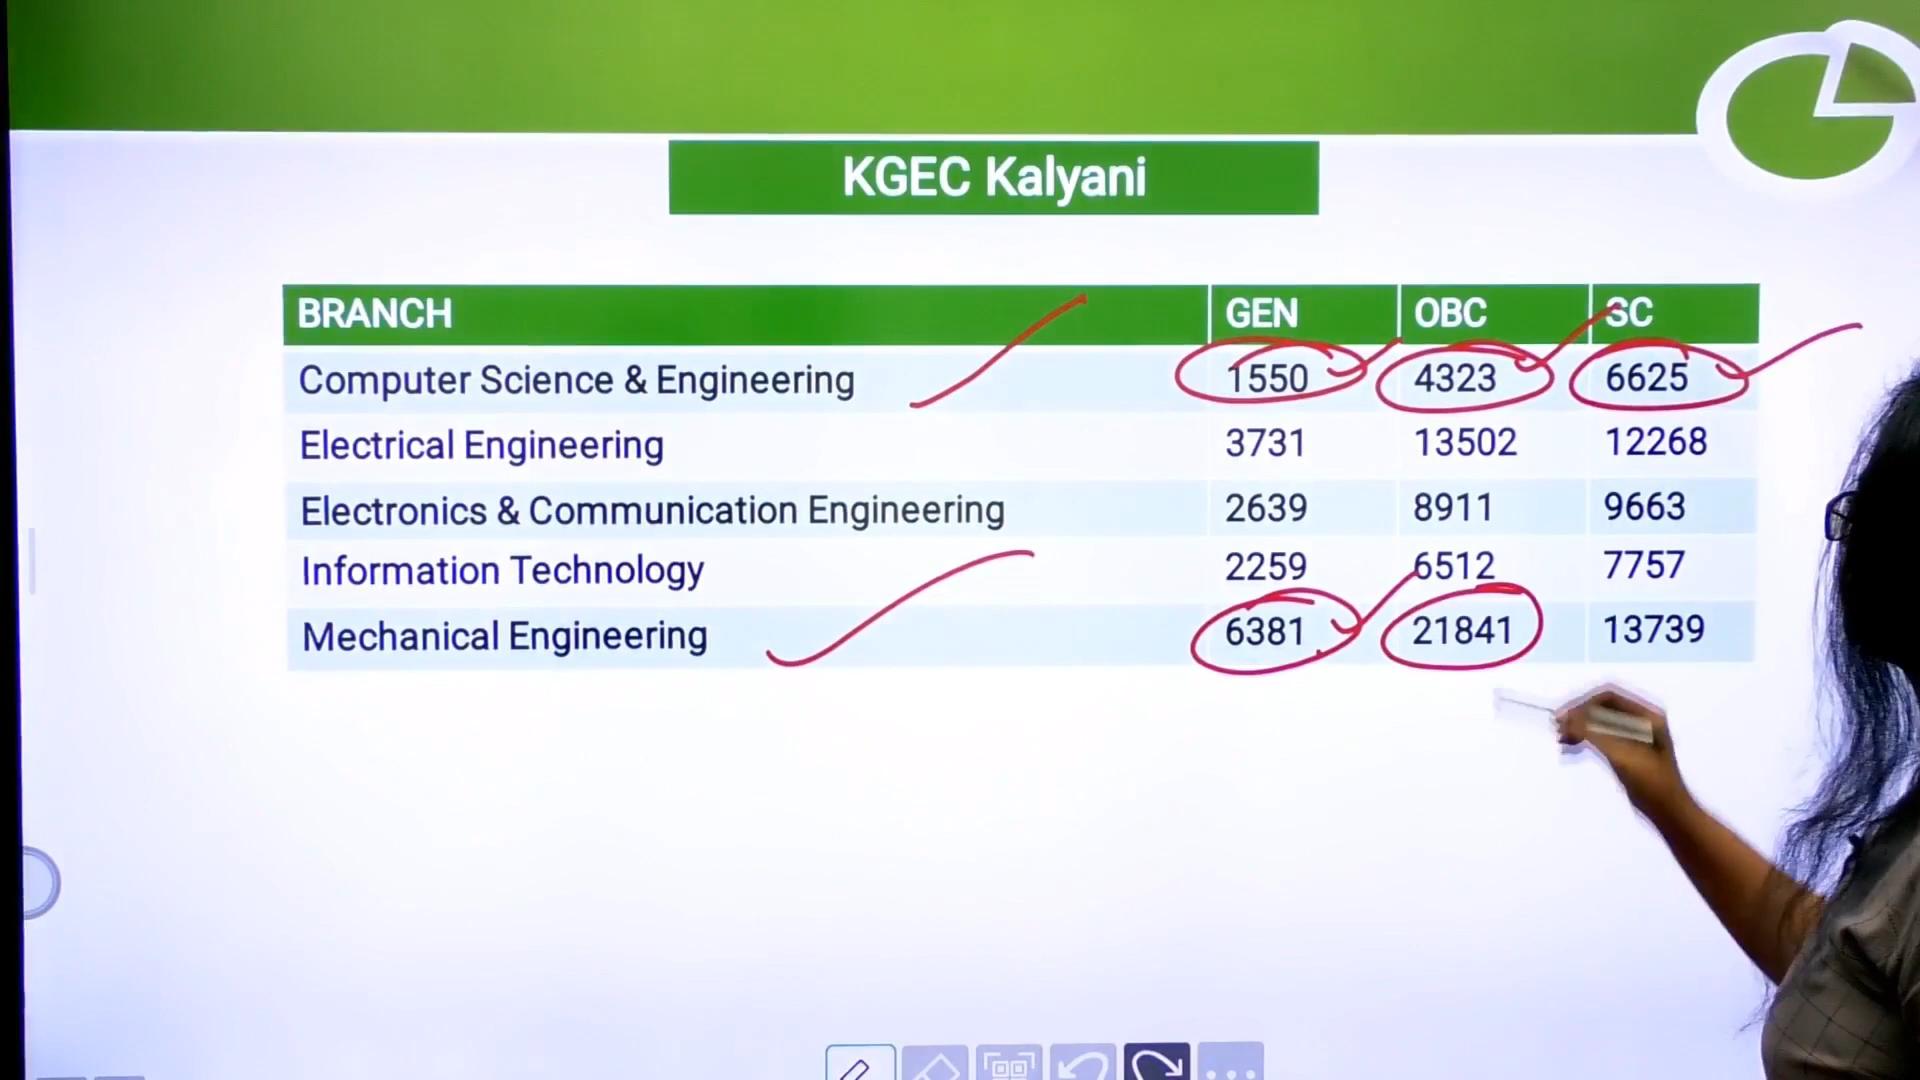 KGEC Kalyani
BRANCH GEN OBC SC
Computer Science & Engineering 1550 4323 6625
Electrical Engineering 3731 13502 12268
Electronics & Communication Engineering 2639 8911 9663
Information Technology 2259 6512 7757
Mechanical Engineering 6381 21841 13739